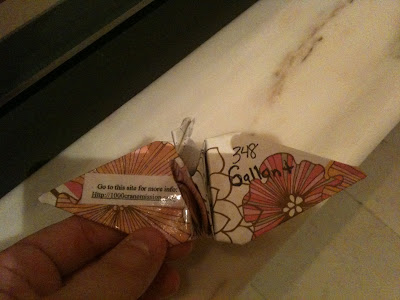 Go to this site for more info:
348
Gallant